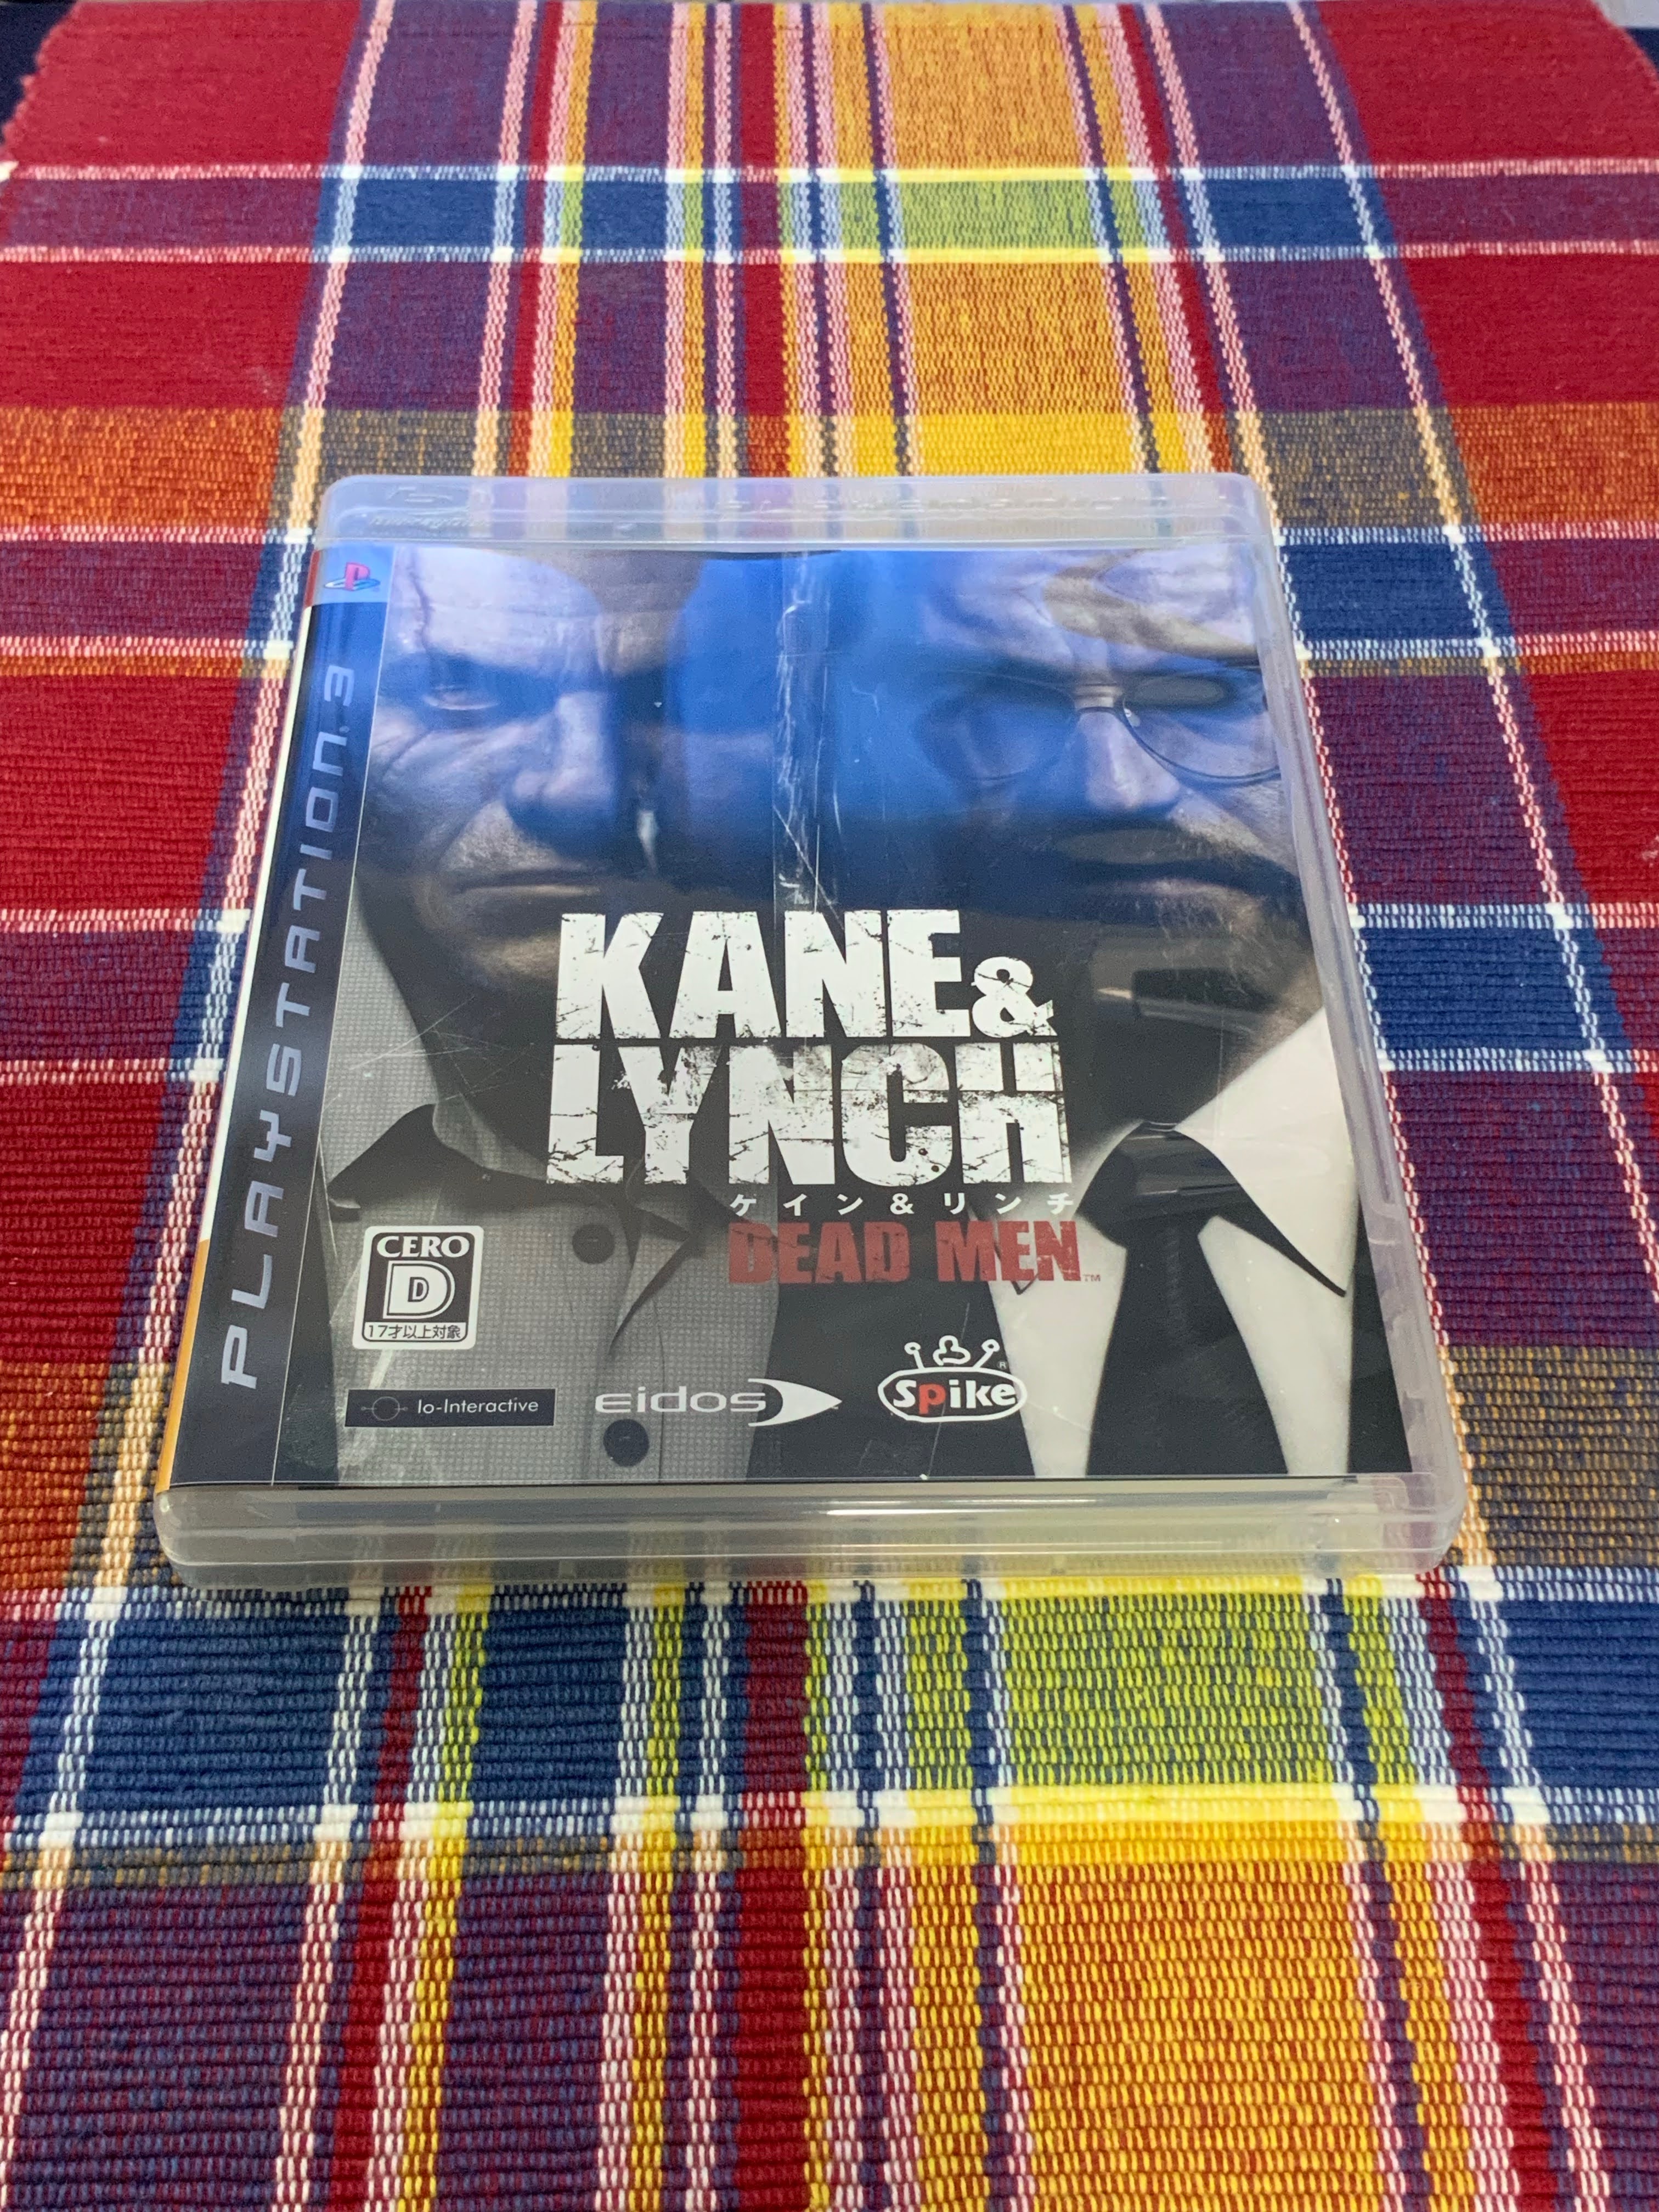 PLAYSTATION 3
KANE &
LYNCH
ケイン&リンチ
DEAD MEN™
CERO
D
17才以上対象
Io-Interactive
eidos
Spike®